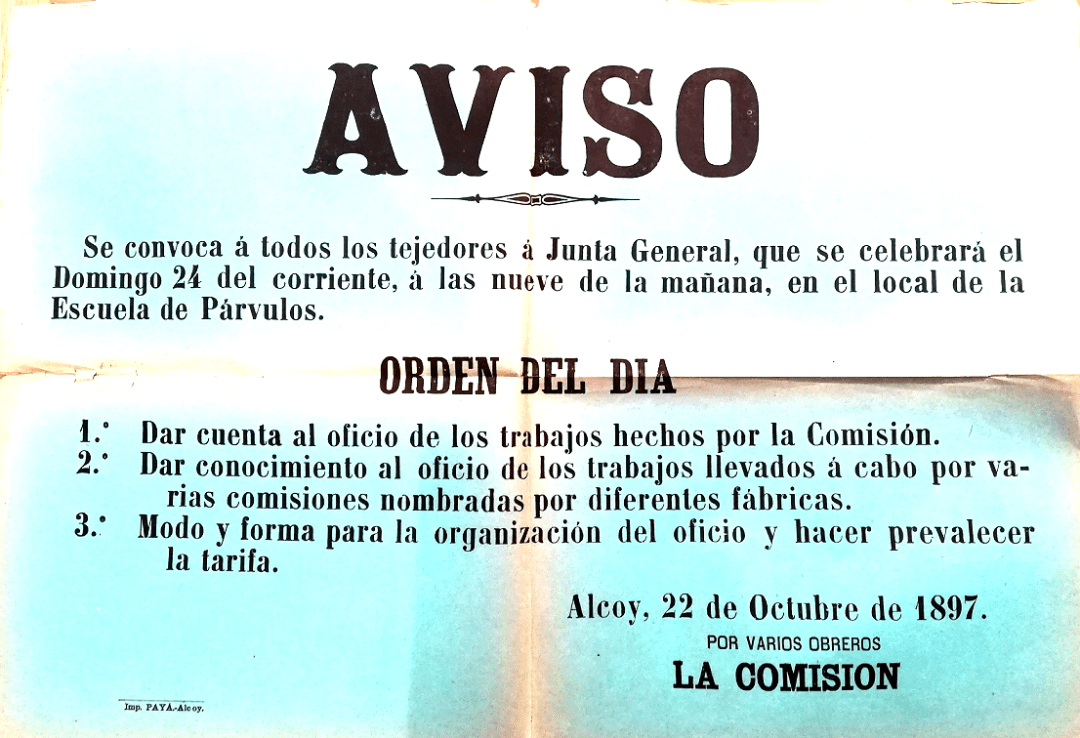 AVISO
Se convoca á todos los tejedores á Junta General, que se celebrará el
Domingo 24 del corriente, á las nueve de la mañana, en el local de la
Escuela de Párvulos.
ORDEN DEL DIA
1.° Dar cuenta al oficio de los trabajos hechos por la Comisión.
2.° Dar conocimiento al oficio de los trabajos llevados á cabo por va-
rias comisiones nombradas por diferentes fábricas.
3.° Modo y forma para la organización del oficio y hacer prevalecer
la tarifa.
Alcoy, 22 de Octubre de 1897.
POR VARIOS OBREROS
LA COMISION
Imp. PAYÁ.-Alcoy.